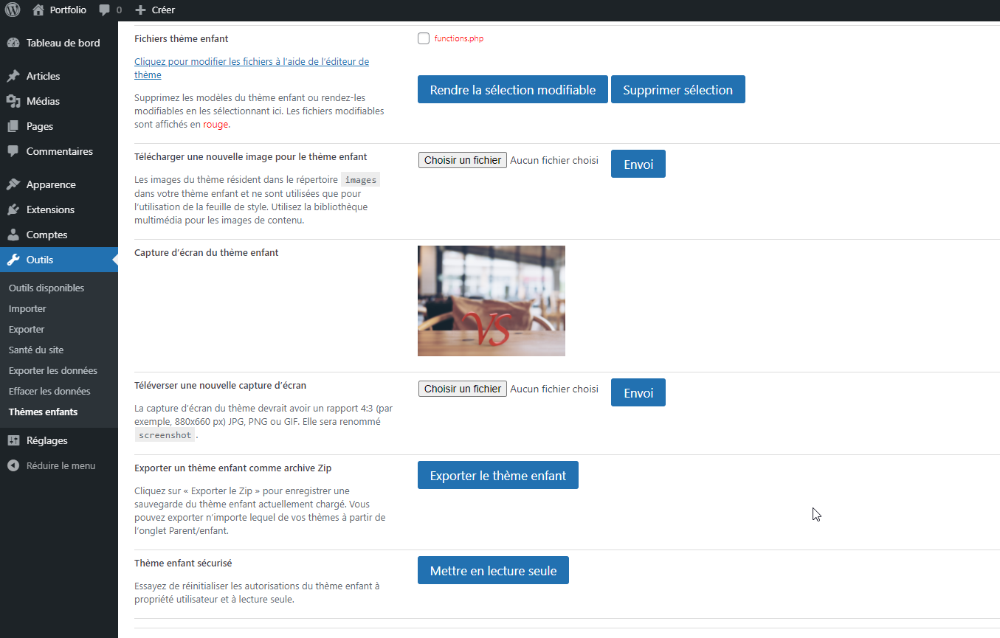 Portfolio
0
Créer
Tableau de bord
Articles
Médias
Pages
Commentaires
Apparence
Extensions
Comptes
Outils
Outils disponibles
Importer
Exporter
Santé du site
Exporter les données
Effacer les données
Thèmes enfants
Réglages
Réduire le menu
Fichiers thème enfant
Cliquez pour modifier les fichiers à l’aide de l’éditeur de
thème
Supprimez les modèles du thème enfant ou rendez-les
modifiables en les sélectionnant ici. Les fichiers modifiables
sont affichés en rouge.
functions.php
Rendre la sélection modifiable
Supprimer sélection
Télécharger une nouvelle image pour le thème enfant
Les images du thème résident dans le répertoire images
dans votre thème enfant et ne sont utilisées que pour
l’utilisation de la feuille de style. Utilisez la bibliothèque
multimédia pour les images de contenu.
Choisir un fichier Aucun fichier choisi
Envoi
Capture d’écran du thème enfant
VS
Téléverser une nouvelle capture d’écran
La capture d’écran du thème devrait avoir un rapport 4:3 (par
exemple, 880x660 px) JPG, PNG ou GIF. Elle sera renommé
screenshot .
Choisir un fichier Aucun fichier choisi
Envoi
Exporter un thème enfant comme archive Zip
Cliquez sur « Exporter le Zip » pour enregistrer une
sauvegarde du thème enfant actuellement chargé. Vous
pouvez exporter n’importe lequel de vos thèmes à partir de
l’onglet Parent/enfant.
Exporter le thème enfant
Thème enfant sécurisé
Essayez de réinitialiser les autorisations du thème enfant à
propriété utilisateur et à lecture seule.
Mettre en lecture seule